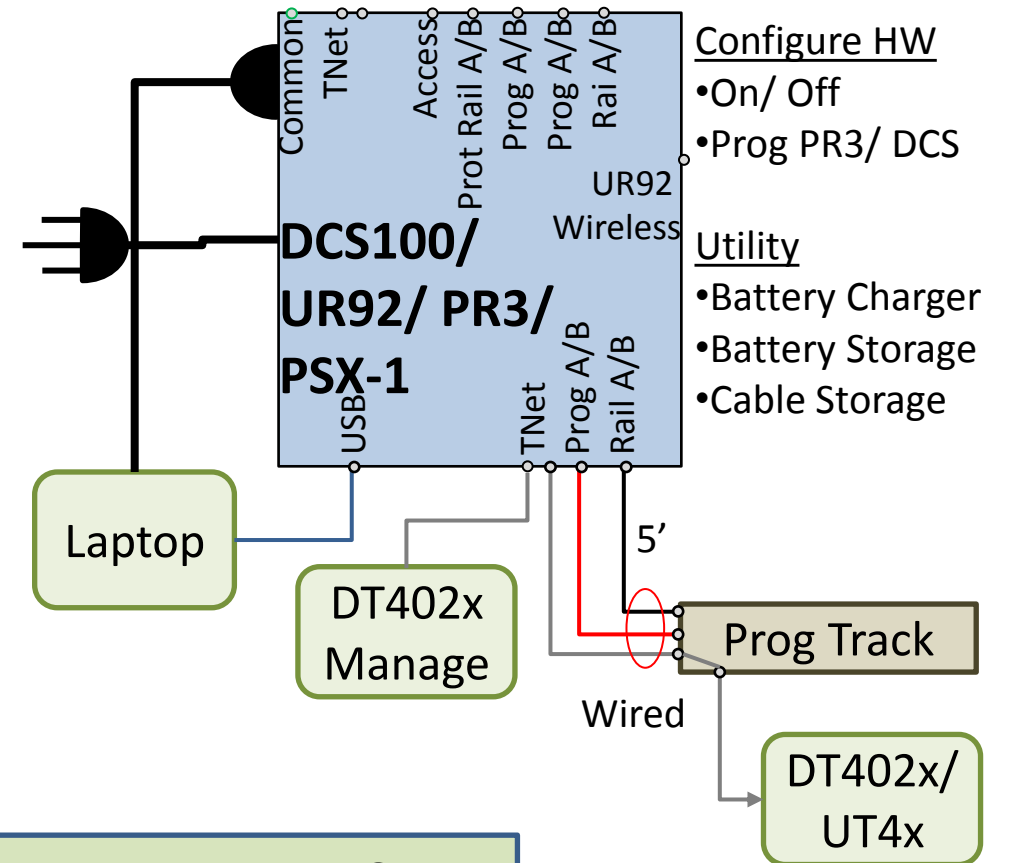 Common
TNet
Access
Prot Rail A/B
Prog A/B
Prog A/B
Rai A/B
UR92
Wireless
DCS100/
UR92/ PR3/
PSX-1
USB
TNet
Prog A/B
Rail A/B
Configure HW
•On/ Off
•Prog PR3/ DCS
Utility
•Battery Charger
•Battery Storage
•Cable Storage
Laptop
DT402x
Manage
5’
Prog Track
Wired
DT402x/
UT4x